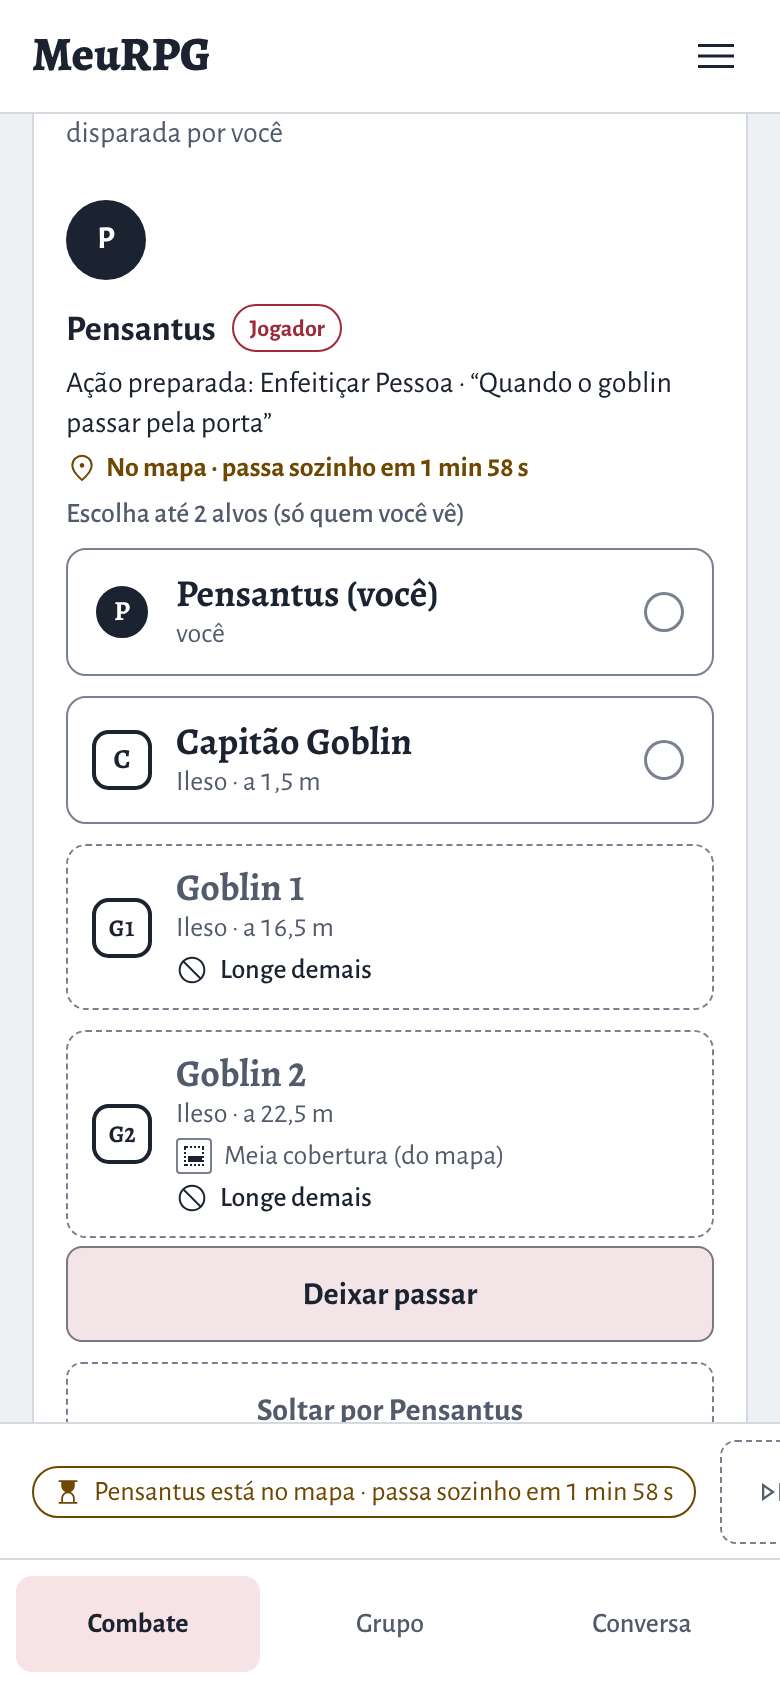 MeuRPG
disparada por você
P
Pensantus
Jogador
Ação preparada: Enfeitiçar Pessoa · “Quando o goblin
passar pela porta”
No mapa · passa sozinho em 1 min 58 s
Escolha até 2 alvos (só quem você vê)
P
Pensantus (você)
você
C
Capitão Goblin
Ileso · a 1,5 m
G1
Goblin 1
Ileso · a 16,5 m
Longe demais
G2
Goblin 2
Ileso · a 22,5 m
Meia cobertura (do mapa)
Longe demais
Deixar passar
Soltar por Pensantus
Pensantus está no mapa · passa sozinho em 1 min 58 s
Combate
Grupo
Conversa